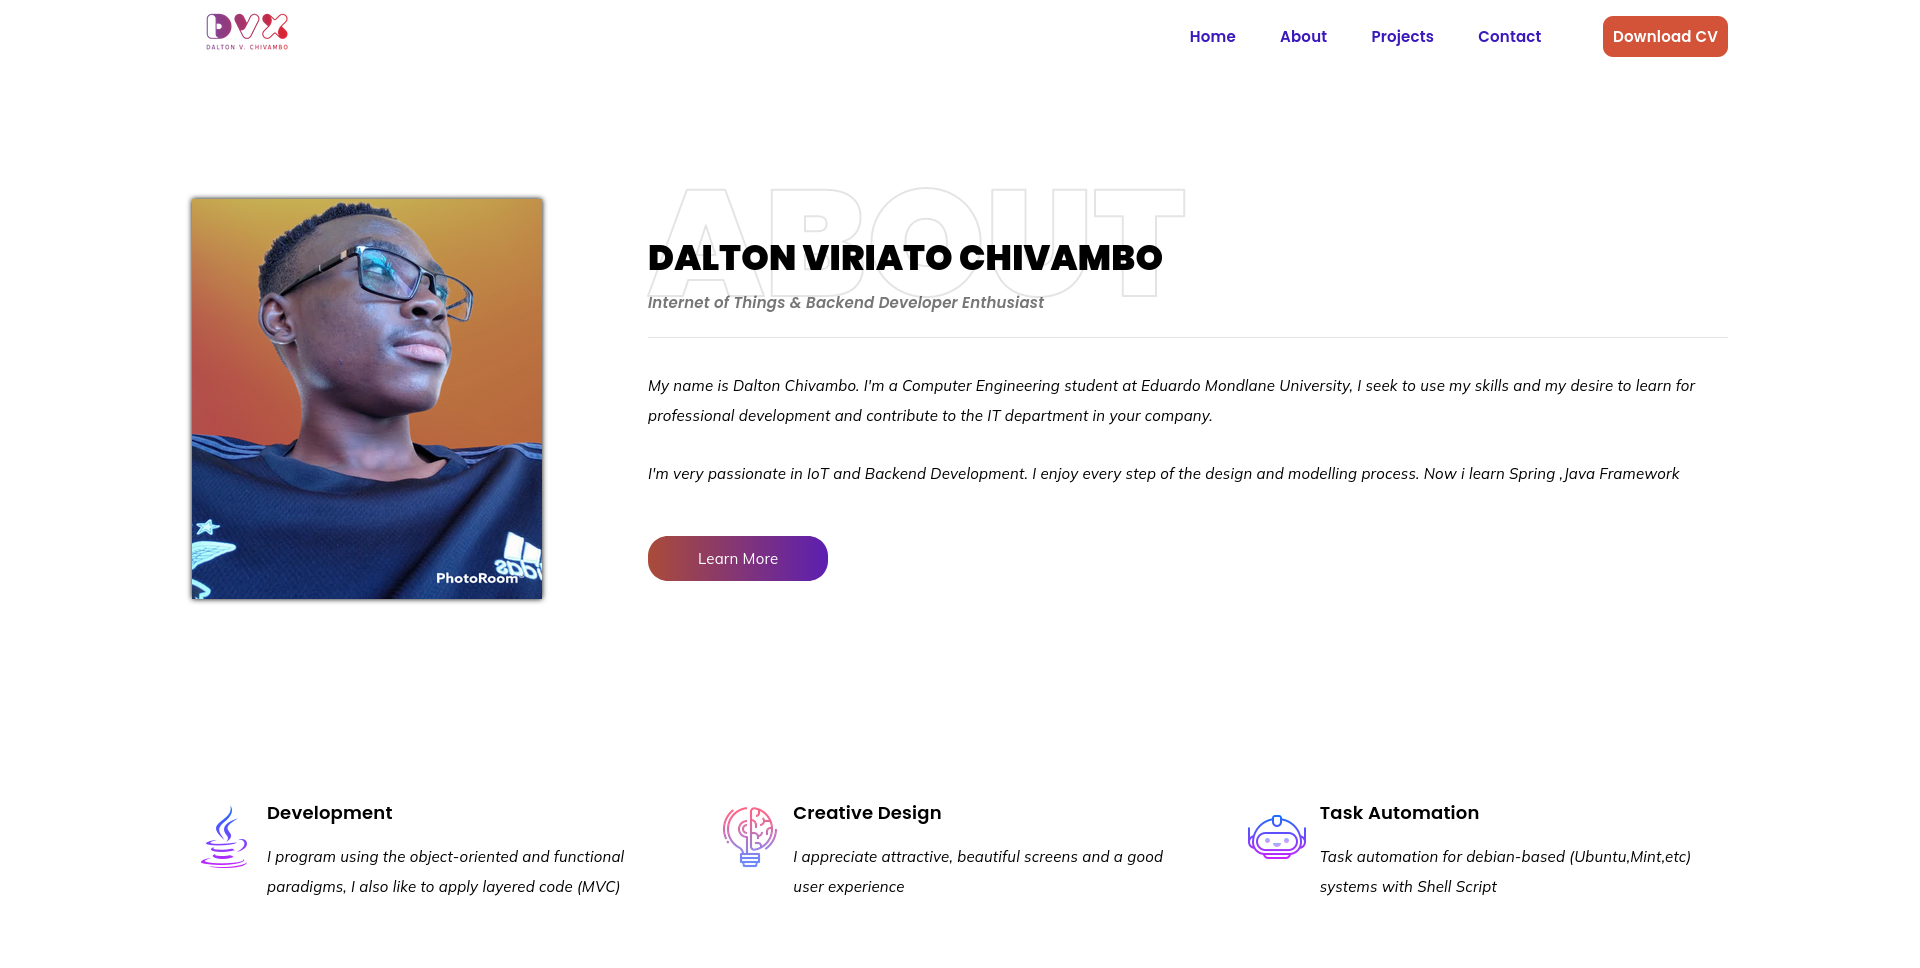 DVX
DALTON V. CHIVAMBO
Home
About
Projects
Contact
Download CV
ABOUT
DALTON VIRIATO CHIVAMBO
Internet of Things & Backend Developer Enthusiast
My name is Dalton Chivambo. I'm a Computer Engineering student at Eduardo Mondlane University, I seek to use my skills and my desire to learn for
professional development and contribute to the IT department in your company.
I'm very passionate in IoT and Backend Development. I enjoy every step of the design and modelling process. Now i learn Spring ,Java Framework
Learn More
PhotoRoom
Development
I program using the object-oriented and functional
paradigms, I also like to apply layered code (MVC)
Creative Design
I appreciate attractive, beautiful screens and a good
user experience
Task Automation
Task automation for debian-based (Ubuntu,Mint,etc)
systems with Shell Script